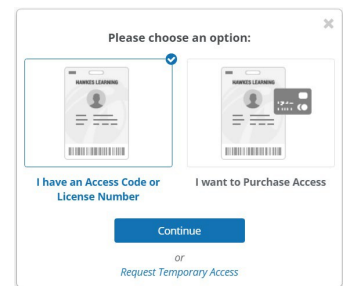 Please choose an option:
HAWKES LEARNING
HAWKES LEARNING
I have an Access Code or
License Number
I want to Purchase Access
Continue
or
Request Temporary Access